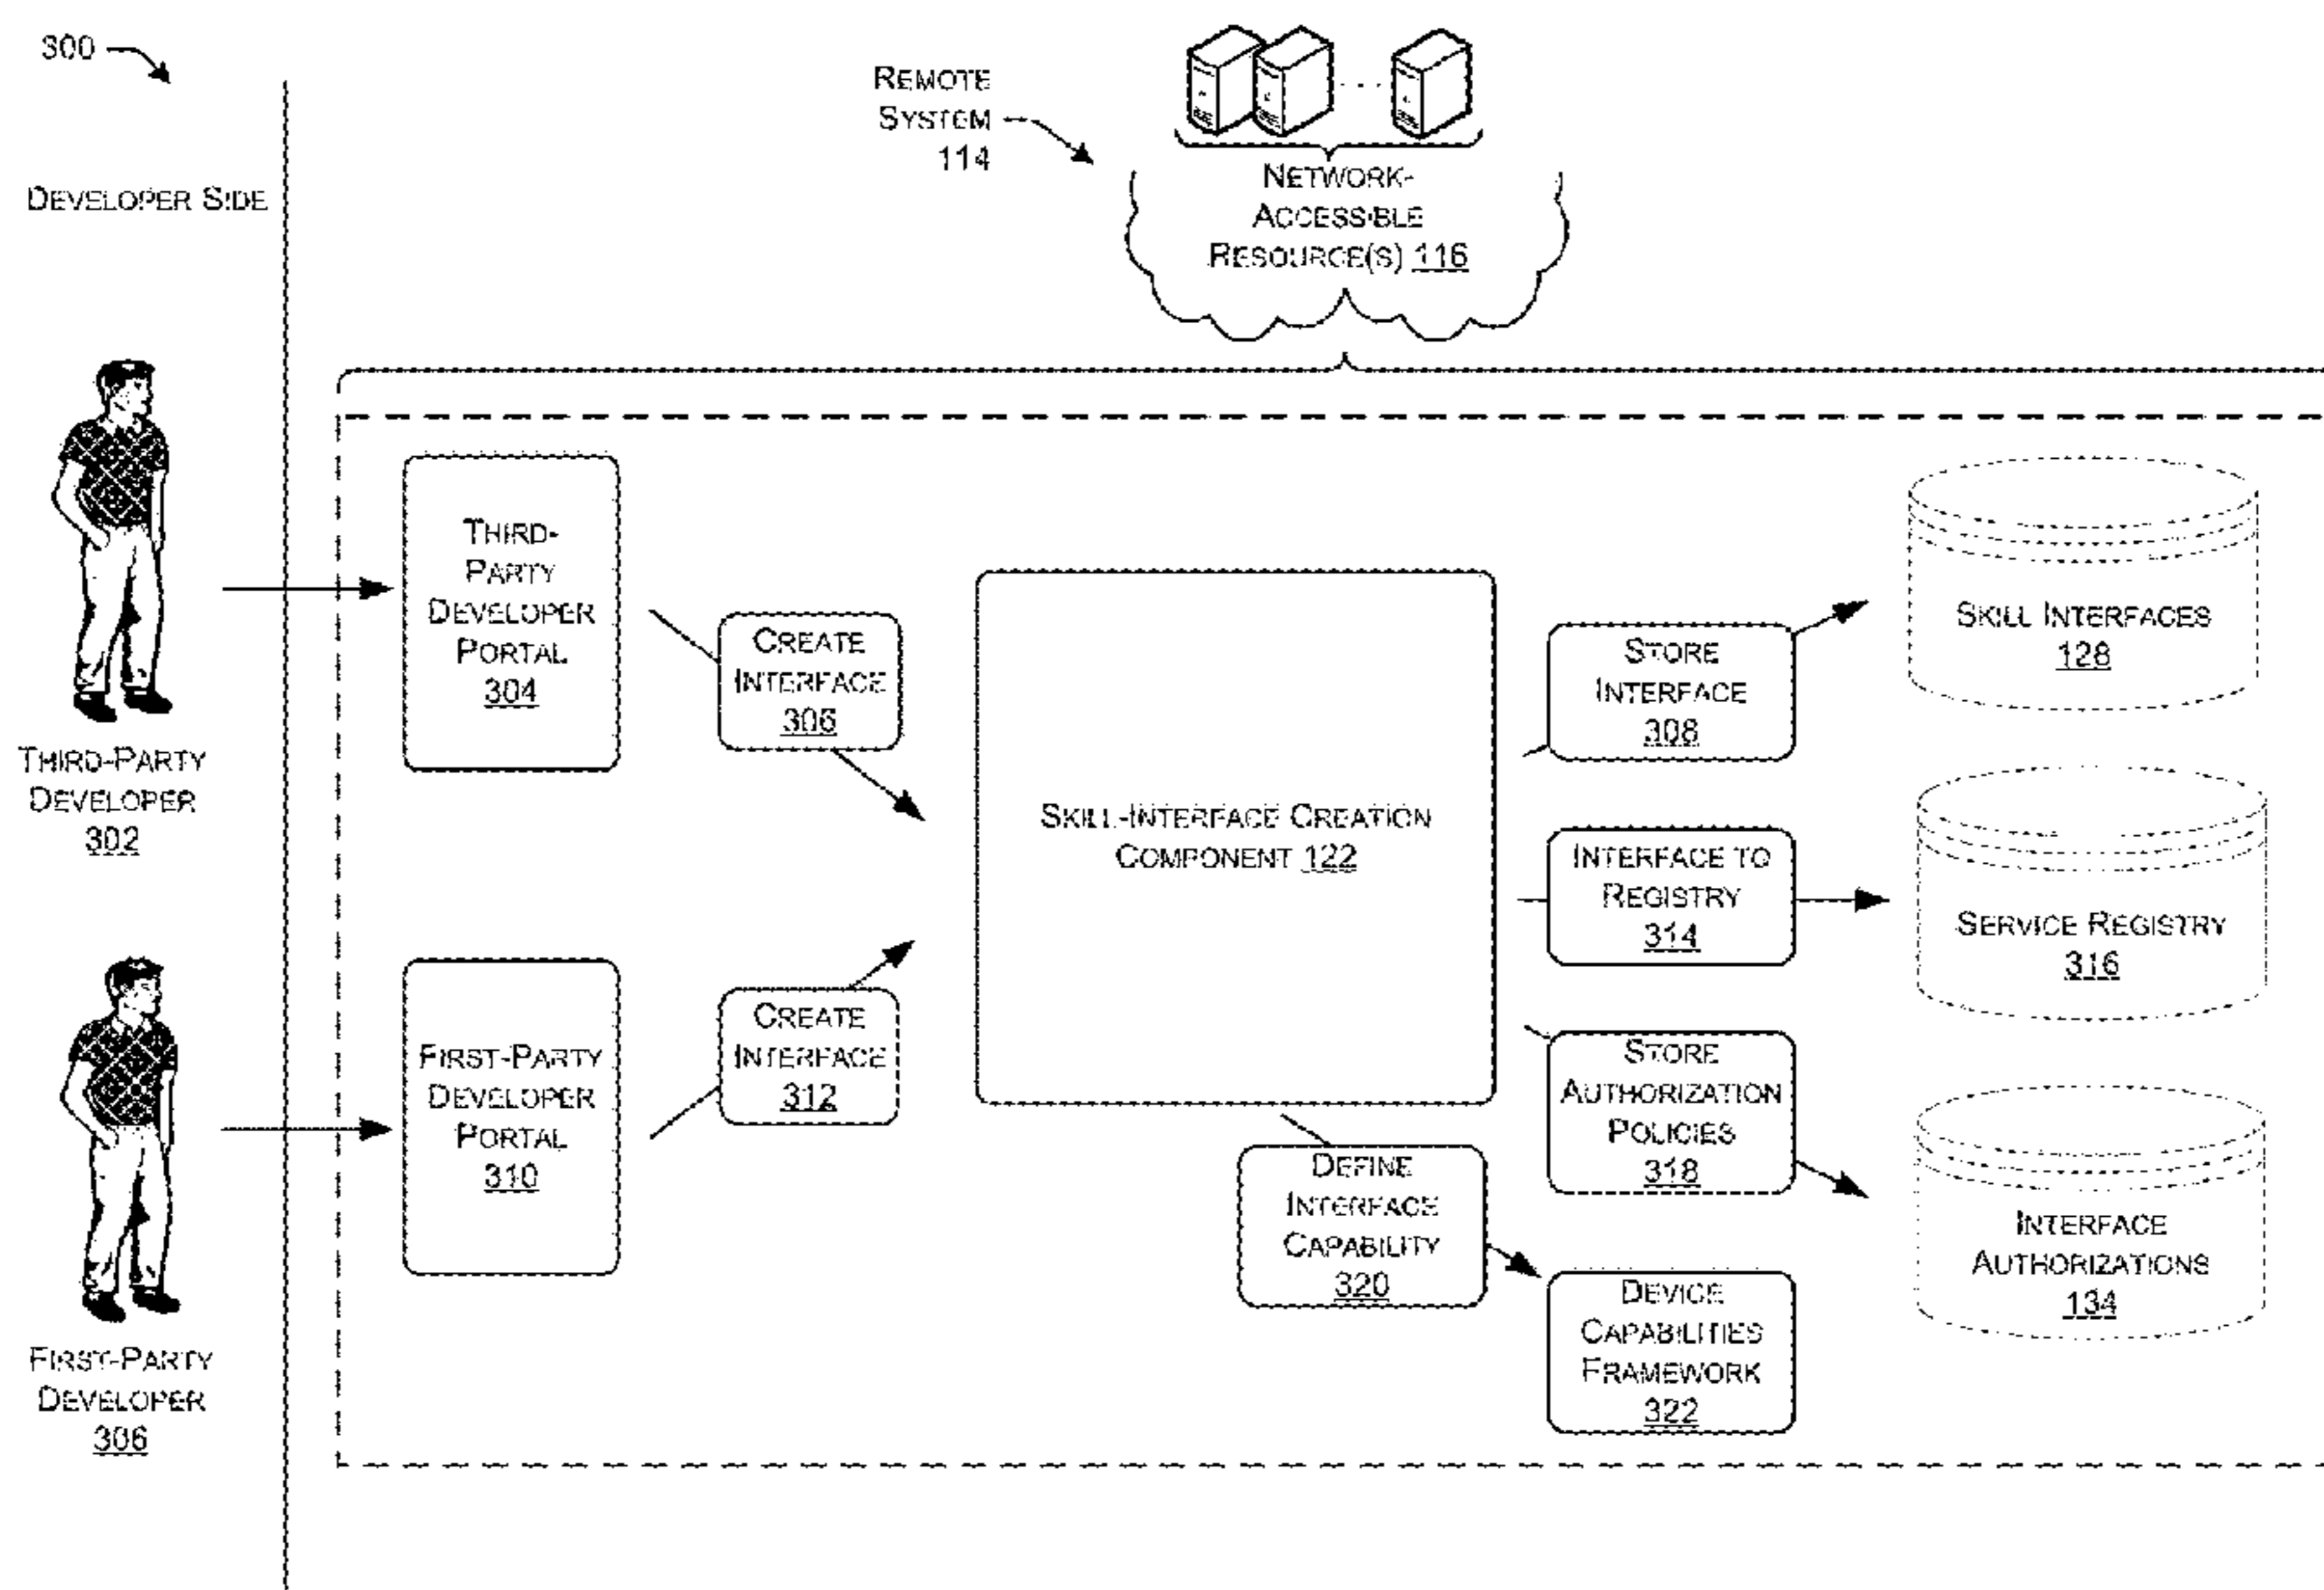 300
REMOTE
SYSTEM
114
NETWORK-
ACCESSIBLE
RESOURCE(S) 116
DEVELOPER SIDE
THIRD-PARTY
DEVELOPER
302
FIRST-PARTY
DEVELOPER
306
THIRD-
PARTY
DEVELOPER
PORTAL
304
CREATE
INTERFACE
306
FIRST-PARTY
DEVELOPER
PORTAL
310
CREATE
INTERFACE
312
SKILL-INTERFACE CREATION
COMPONENT 122
STORE
INTERFACE
308
SKILL INTERFACES
128
INTERFACE TO
REGISTRY
314
SERVICE REGISTRY
316
STORE
AUTHORIZATION
POLICIES
318
INTERFACE
AUTHORIZATIONS
134
DEFINE
INTERFACE
CAPABILITY
320
DEVICE
CAPABILITIES
FRAMEWORK
322